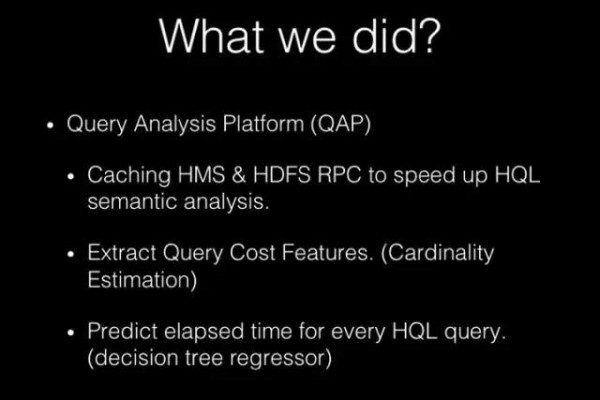 What we did?
• Query Analysis Platform (QAP)
• Caching HMS & HDFS RPC to speed up HQL
semantic analysis.
• Extract Query Cost Features. (Cardinality
Estimation)
• Predict elapsed time for every HQL query.
(decision tree regressor)